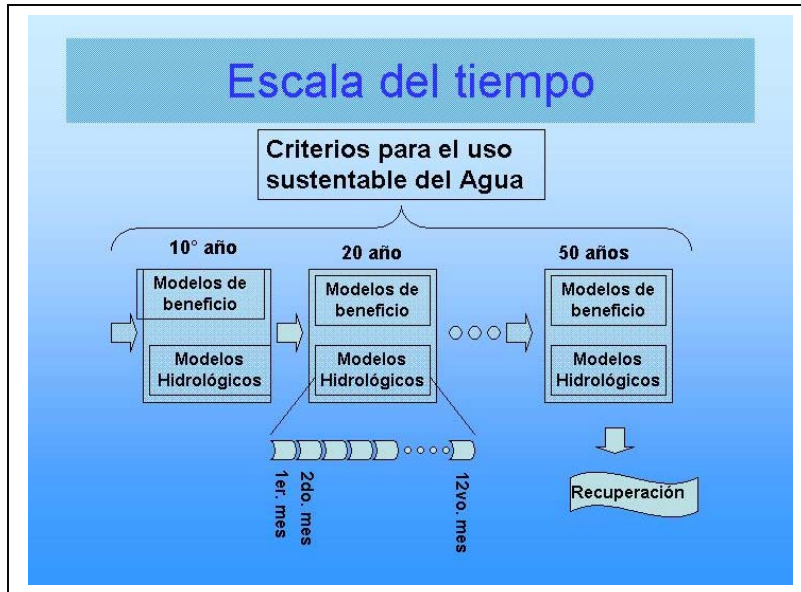 Escala del tiempo
Criterios para el uso
sustentable del Agua
10° año
20 año
50 años
Modelos de
beneficio
Modelos
Hidrológicos
Modelos de
beneficio
Modelos
Hidrológicos
Modelos de
beneficio
Modelos
Hidrológicos
1er. mes
2do. mes
12vo. mes
Recuperación